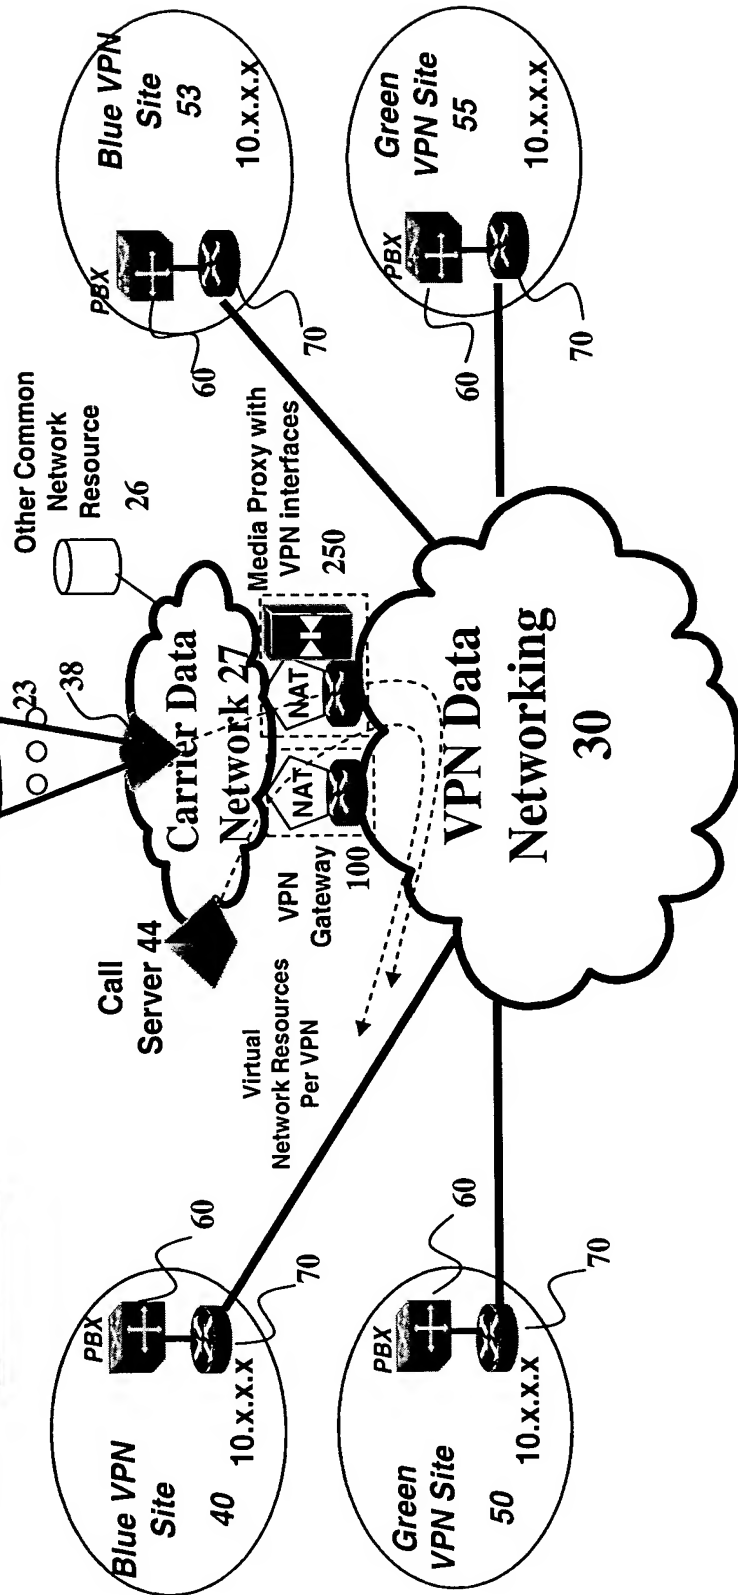 23
38
Other Common
Network
Resource
26
Carrier Data
Network 27
Call
Server 44
NAT
NAT
VPN
Gateway
100
Media Proxy with
VPN interfaces
250
Virtual
Network Resources
Per VPN
VPN Data
Networking
30
Blue VPN
Site
40
10.x.x.x
PBX
60
70
Green
VPN Site
50
10.x.x.x
PBX
60
70
Blue VPN
Site
53
10.x.x.x
PBX
60
70
Green
VPN Site
55
10.x.x.x
PBX
60
70